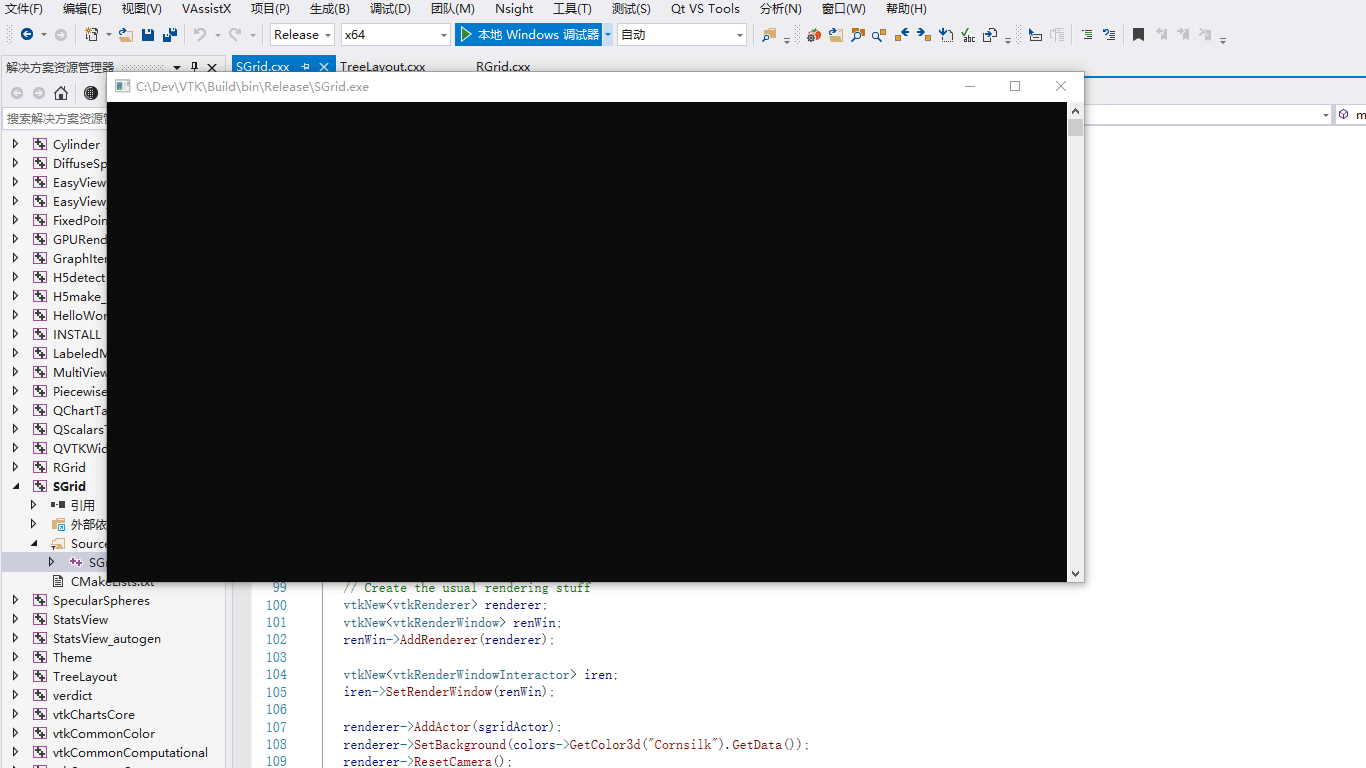 文件(F) 编辑(E) 视图(V) VAssistX 项目(P) 生成(B) 调试(D) 团队(M) Nsight 工具(T) 测试(S) Qt VS Tools 分析(N) 窗口(W) 帮助(H)
Release x64 本地 Windows 调试器 自动
解决方案资源管理器
SGrid.cxx TreeLayout.cxx RGrid.cxx
C:\Dev\VTK\Build\bin\Release\SGrid.exe
搜索解决方案资源管
Cylinder
DiffuseSp
EasyView
EasyView
FixedPoin
GPURend
GraphIter
H5detect
H5make_
HelloWor
INSTALL
LabeledM
MultiView
Piecewise
QChartTa
QScalarsT
QVTKWid
RGrid
SGrid
引用
外部依
Source
SGr
CMakeLists.txt
SpecularSpheres
StatsView
StatsView_autogen
Theme
TreeLayout
verdict
vtkChartsCore
vtkCommonColor
vtkCommonComputational
99 // Create the usual rendering stuff
100 vtkNew<vtkRenderer> renderer;
101 vtkNew<vtkRenderWindow> renWin;
102 renWin->AddRenderer(renderer);
103
104 vtkNew<vtkRenderWindowInteractor> iren;
105 iren->SetRenderWindow(renWin);
106
107 renderer->AddActor(sgridActor);
108 renderer->SetBackground(colors->GetColor3d("Cornsilk").GetData());
109 renderer->ResetCamera();